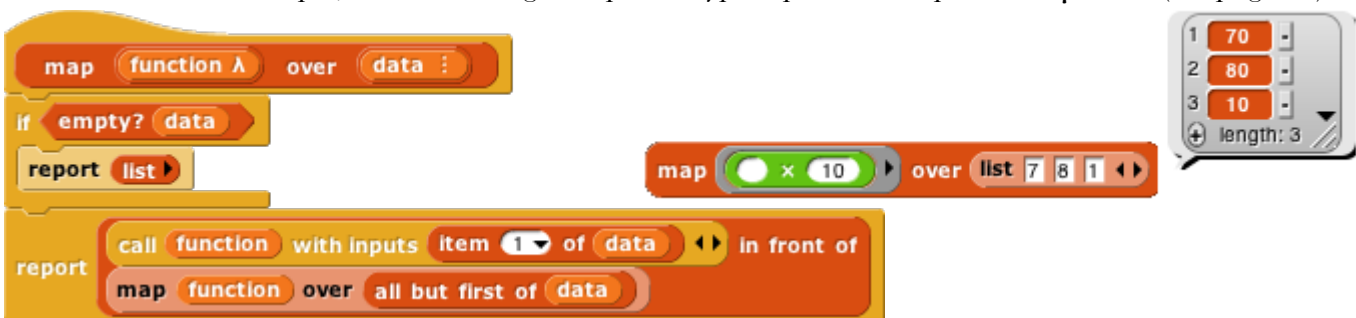 map function λ over data ⋮
if empty? data
report list
report call function with inputs item 1 of data in front of
map function over all but first of data
map × 10 over list 7 8 1
1 70 -
2 80 -
3 10 -
+ length: 3